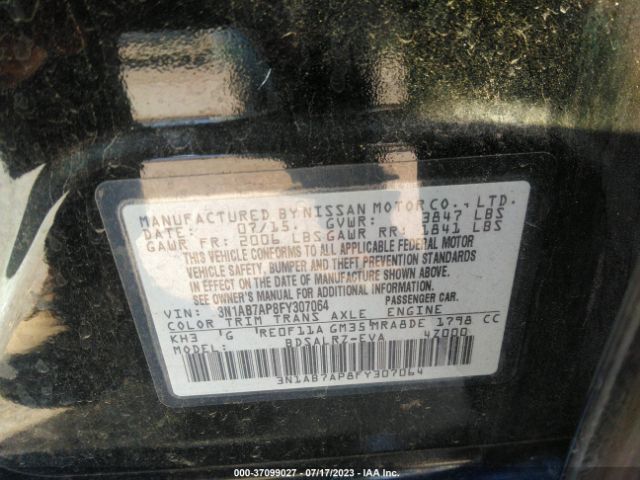 MANUFACTURED BY NISSAN MOTOR CO., LTD.
DATE: 07/15. GVWR: 3847 LBS
GAWR FR: 2006 LBS GAWR RR: 1841 LBS
THIS VEHICLE CONFORMS TO ALL APPLICABLE FEDERAL MOTOR
VEHICLE SAFETY, BUMPER AND THEFT PREVENTION STANDARDS
IN EFFECT ON THE DATE OF MANUFACTURE SHOWN ABOVE.
SEE OWNER'S MANUAL FOR ADDITIONAL INFORMATION.
VIN: 3N1AB7AP8FY307064 PASSENGER CAR.
COLOR TRIM TRANS AXLE ENGINE
KH3 G RE0F11A GM35 MRA8DE 1798 CC
MODEL: BDSALRZ-EVA 4Z000
3N1AB7AP8FY307064
000-37099027 - 07/17/2023 - IAA Inc.